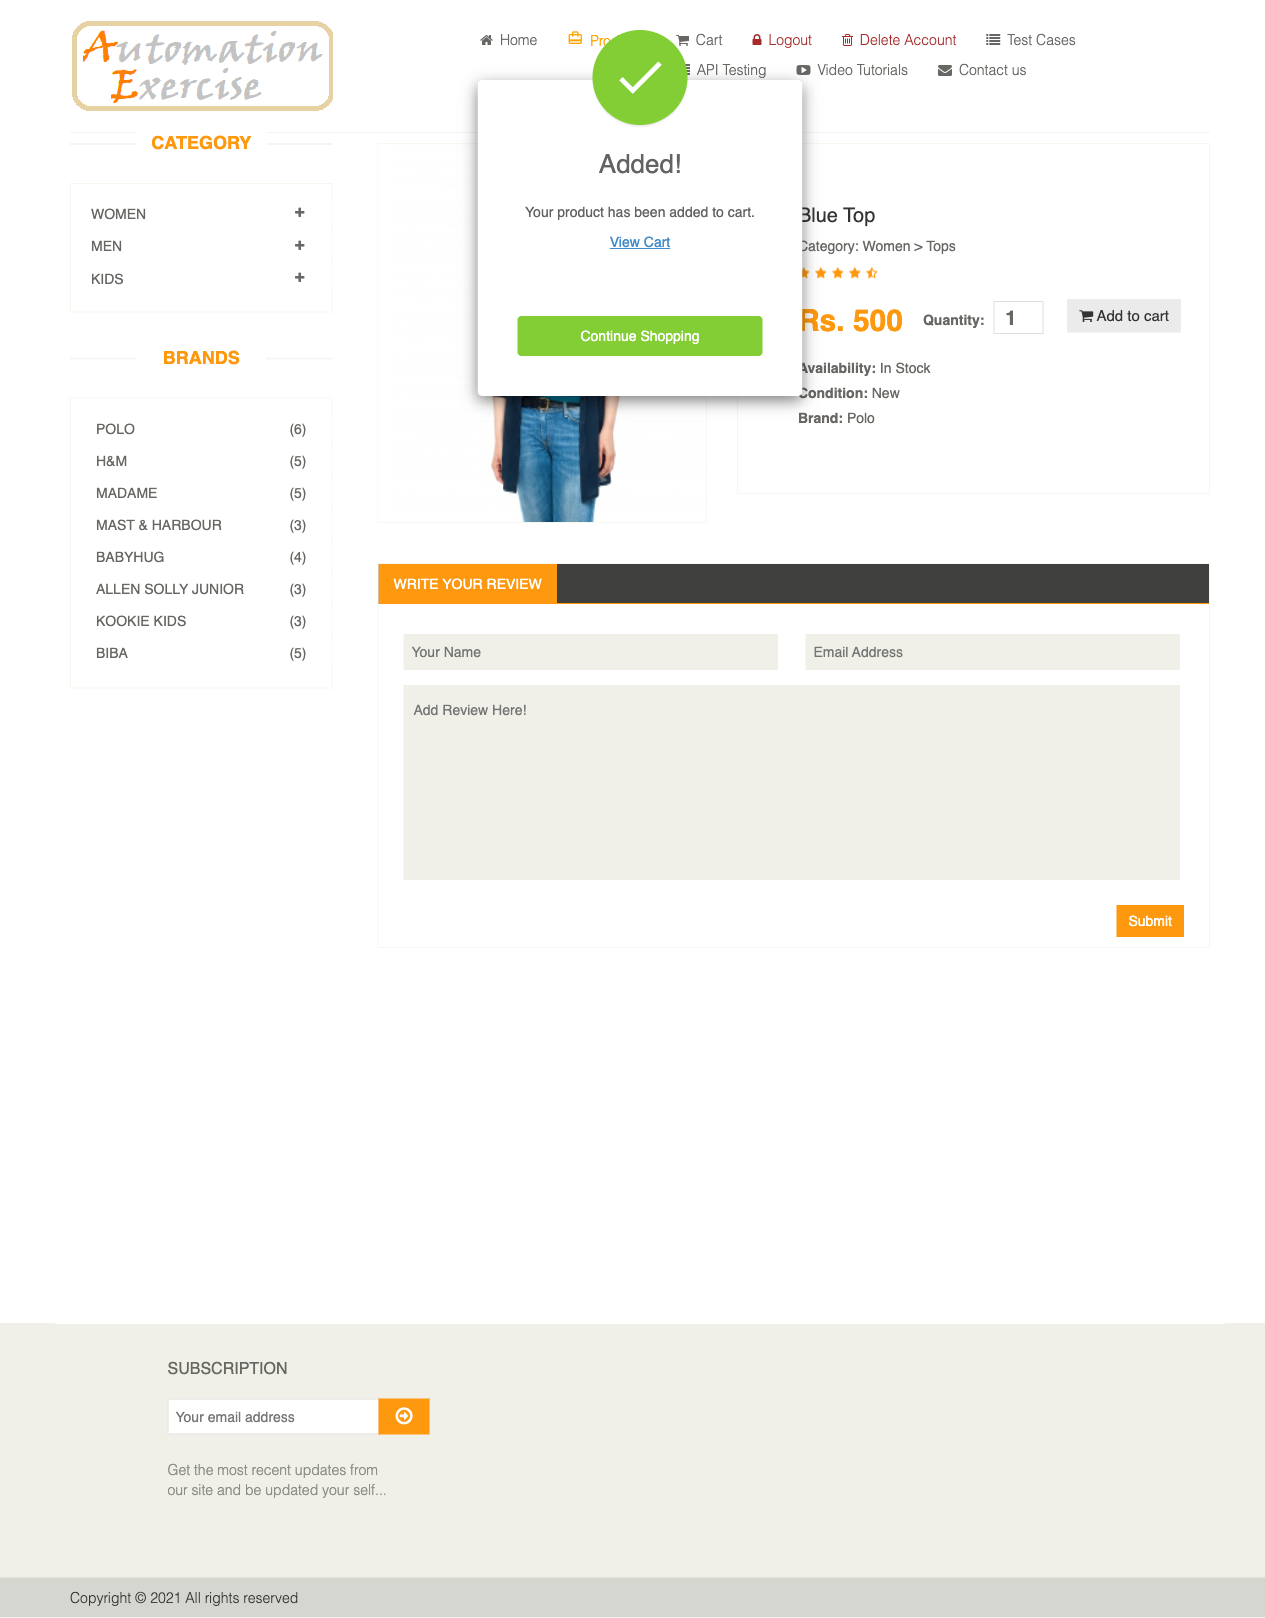 Automation
Exercise
Home
Cart
Logout
Delete Account
Test Cases
API Testing
Video Tutorials
Contact us
Added!
Your product has been added to cart.
View Cart
Continue Shopping
CATEGORY
WOMEN
MEN
KIDS
BRANDS
POLO (6)
H&M (5)
MADAME (5)
MAST & HARBOUR (3)
BABYHUG (4)
ALLEN SOLLY JUNIOR (3)
KOOKIE KIDS (3)
BIBA (5)
Blue Top
Category: Women > Tops
Rs. 500 Quantity: 1 Add to cart
Availability: In Stock
Condition: New
Brand: Polo
WRITE YOUR REVIEW
Your Name
Email Address
Add Review Here!
Submit
SUBSCRIPTION
Your email address
Get the most recent updates from
our site and be updated your self...
Copyright © 2021 All rights reserved